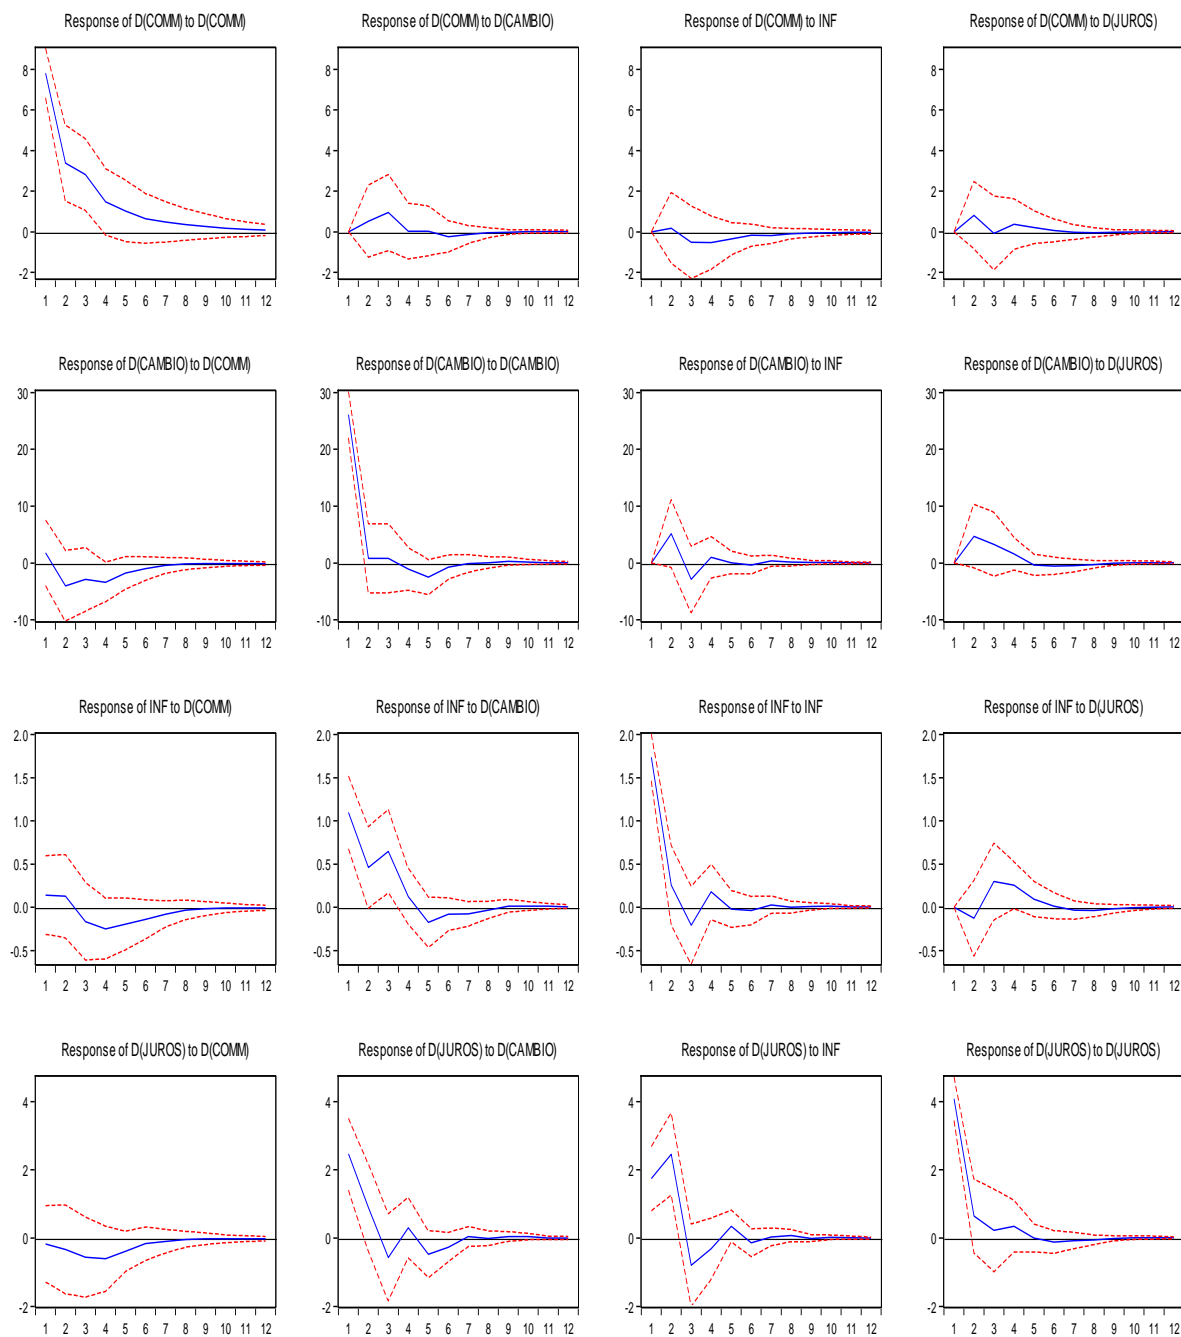 Response of D(COMM) to D(COMM)
8
6
4
2
0
-2
1 2 3 4 5 6 7 8 9 10 11 12
Response of D(COMM) to D(CAMBIO)
8
6
4
2
0
-2
1 2 3 4 5 6 7 8 9 10 11 12
Response of D(COMM) to INF
8
6
4
2
0
-2
1 2 3 4 5 6 7 8 9 10 11 12
Response of D(COMM) to D(JUROS)
8
6
4
2
0
-2
1 2 3 4 5 6 7 8 9 10 11 12
Response of D(CAMBIO) to D(COMM)
30
20
10
0
-10
1 2 3 4 5 6 7 8 9 10 11 12
Response of D(CAMBIO) to D(CAMBIO)
30
20
10
0
-10
1 2 3 4 5 6 7 8 9 10 11 12
Response of D(CAMBIO) to INF
30
20
10
0
-10
1 2 3 4 5 6 7 8 9 10 11 12
Response of D(CAMBIO) to D(JUROS)
30
20
10
0
-10
1 2 3 4 5 6 7 8 9 10 11 12
Response of INF to D(COMM)
2.0
1.5
1.0
0.5
0.0
-0.5
1 2 3 4 5 6 7 8 9 10 11 12
Response of INF to D(CAMBIO)
2.0
1.5
1.0
0.5
0.0
-0.5
1 2 3 4 5 6 7 8 9 10 11 12
Response of INF to INF
2.0
1.5
1.0
0.5
0.0
-0.5
1 2 3 4 5 6 7 8 9 10 11 12
Response of INF to D(JUROS)
2.0
1.5
1.0
0.5
0.0
-0.5
1 2 3 4 5 6 7 8 9 10 11 12
Response of D(JUROS) to D(COMM)
4
2
0
-2
1 2 3 4 5 6 7 8 9 10 11 12
Response of D(JUROS) to D(CAMBIO)
4
2
0
-2
1 2 3 4 5 6 7 8 9 10 11 12
Response of D(JUROS) to INF
4
2
0
-2
1 2 3 4 5 6 7 8 9 10 11 12
Response of D(JUROS) to D(JUROS)
4
2
0
-2
1 2 3 4 5 6 7 8 9 10 11 12